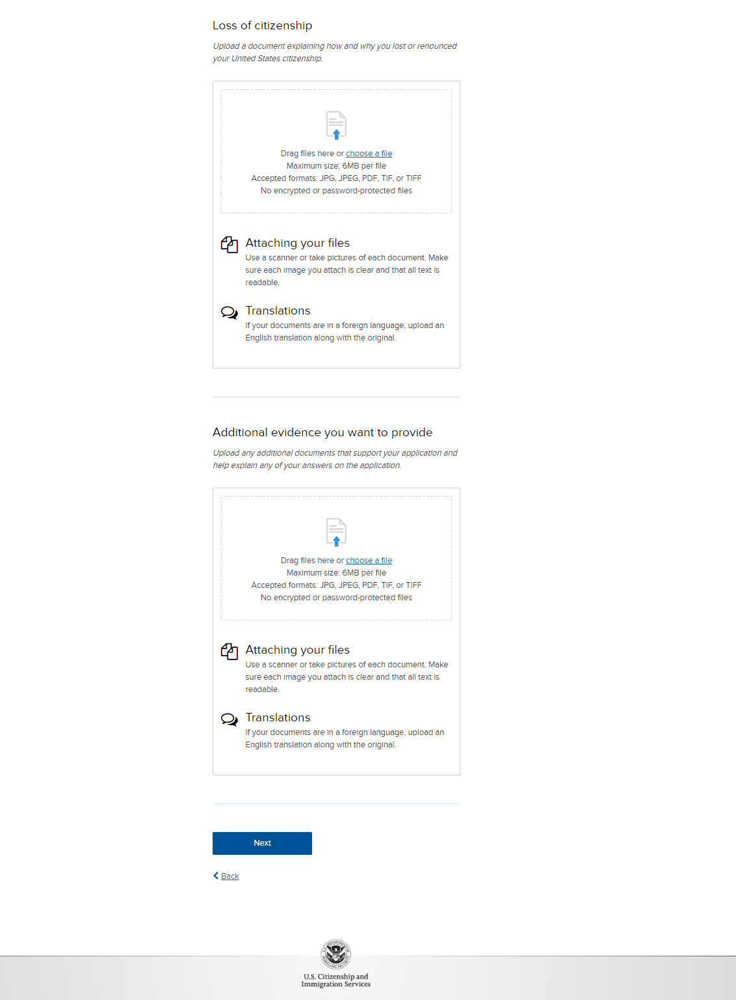 Loss of citizenship
Upload a document explaining how and why you lost or renounced
your United States citizenship.
Drag files here or choose a file
Maximum size: 6MB per file
Accepted formats: JPG, JPEG, PDF, TIF, or TIFF
No encrypted or password-protected files
Attaching your files
Use a scanner or take pictures of each document. Make
sure each image you attach is clear and that all text is
readable.
Translations
If your documents are in a foreign language, upload an
English translation along with the original.
Additional evidence you want to provide
Upload any additional documents that support your application and
help explain any of your answers on the application.
Drag files here or choose a file
Maximum size: 6MB per file
Accepted formats: JPG, JPEG, PDF, TIF, or TIFF
No encrypted or password-protected files
Attaching your files
Use a scanner or take pictures of each document. Make
sure each image you attach is clear and that all text is
readable.
Translations
If your documents are in a foreign language, upload an
English translation along with the original.
Next
Back
U.S. DEPARTMENT OF
HOMELAND SECURITY
U.S. Citizenship and
Immigration Services